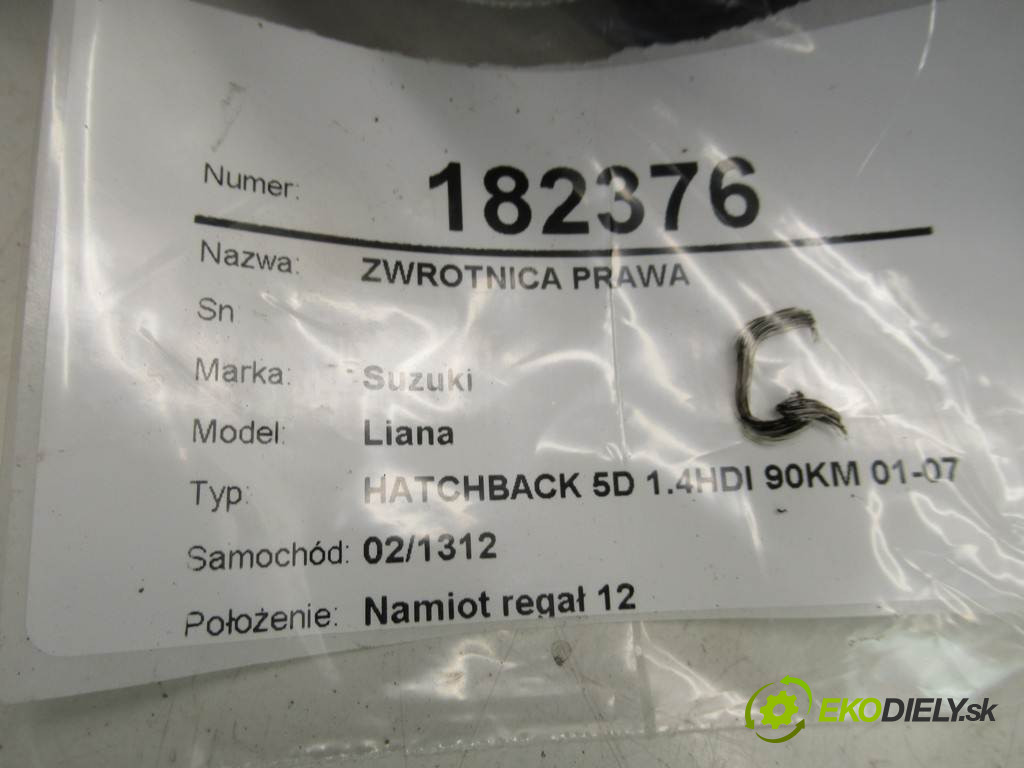 Numer: 182376
Nazwa: ZWROTNICA PRAWA
Sn
Marka: Suzuki
Model: Liana
Typ: HATCHBACK 5D 1.4HDI 90KM 01-07
Samochód: 02/1312
Położenie: Namiot regał 12
G
EKODIELY.sk